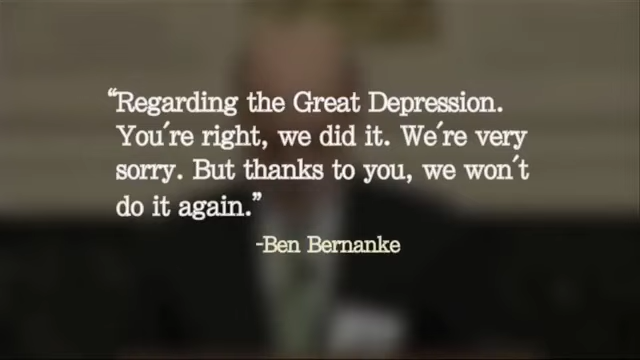 “Regarding the Great Depression.
You´re right, we did it. We´re very
sorry. But thanks to you, we won´t
do it again.”
-Ben Bernanke